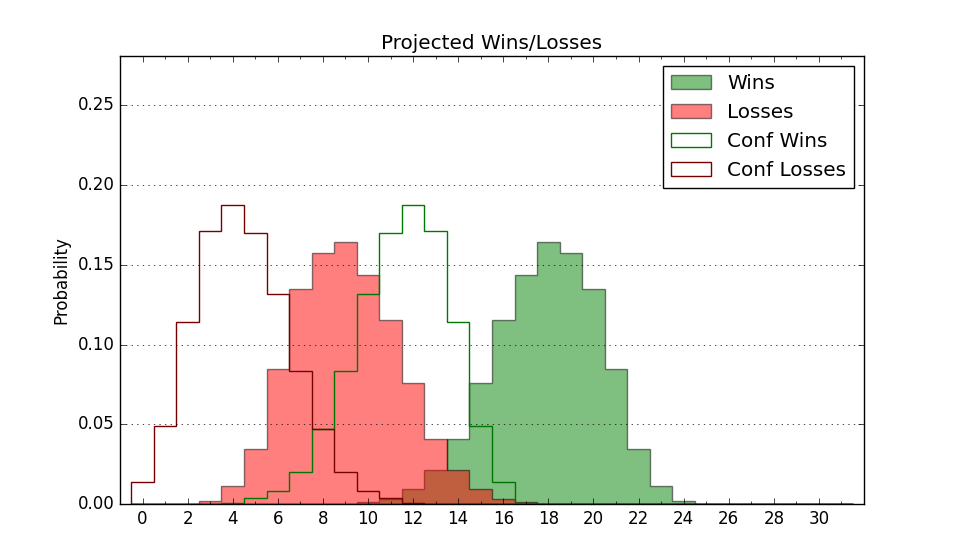 Projected Wins/Losses
Probability
0.25
0.20
0.15
0.10
0.05
0.00
0 2 4 6 8 10 12 14 16 18 20 22 24 26 28 30
Wins
Losses
Conf Wins
Conf Losses